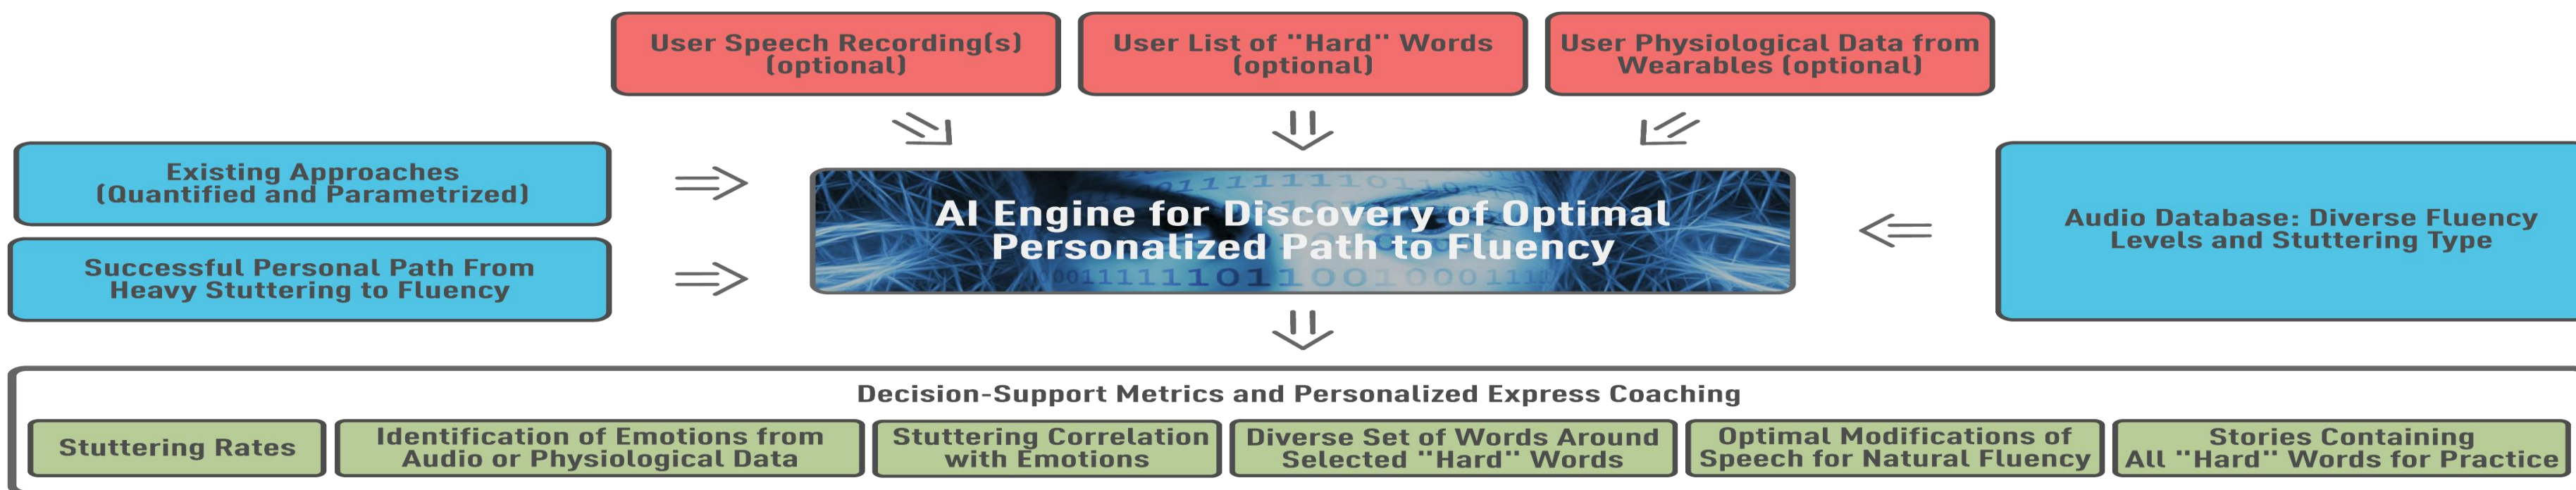 User Speech Recording(s)
(optional)
User List of "Hard" Words
(optional)
User Physiological Data from
Wearables (optional)
Existing Approaches
(Quantified and Parametrized)
Successful Personal Path From
Heavy Stuttering to Fluency
AI Engine for Discovery of Optimal
Personalized Path to Fluency
Audio Database: Diverse Fluency
Levels and Stuttering Type
Decision-Support Metrics and Personalized Express Coaching
Stuttering Rates
Identification of Emotions from
Audio or Physiological Data
Stuttering Correlation
with Emotions
Diverse Set of Words Around
Selected "Hard" Words
Optimal Modifications of
Speech for Natural Fluency
Stories Containing
All "Hard" Words for Practice